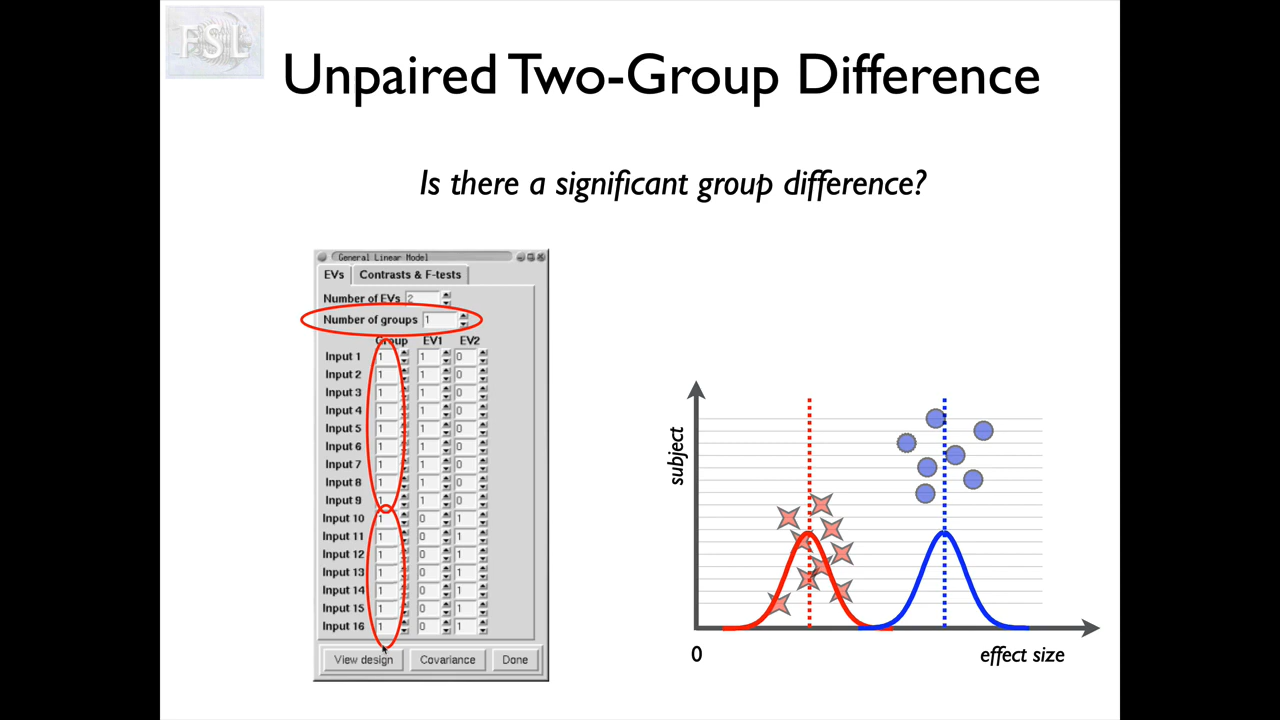 FSL
Unpaired Two-Group Difference
Is there a significant group difference?
General Linear Model
EVs Contrasts & F-tests
Number of EVs 2
Number of groups 1
Group EV1 EV2
Input 1 1 1 0
Input 2 1 1 0
Input 3 1 1 0
Input 4 1 1 0
Input 5 1 1 0
Input 6 1 1 0
Input 7 1 1 0
Input 8 1 1 0
Input 9 1 1 0
Input 10 1 0 1
Input 11 1 0 1
Input 12 1 0 1
Input 13 1 0 1
Input 14 1 0 1
Input 15 1 0 1
Input 16 1 0 1
View design Covariance Done
subject
0 effect size